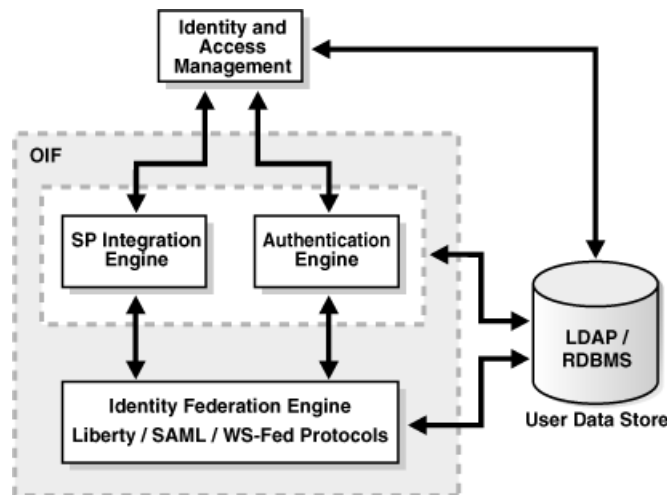 Identity and
Access
Management
OIF
SP Integration
Engine
Authentication
Engine
LDAP /
RDBMS
User Data Store
Identity Federation Engine
Liberty / SAML / WS-Fed Protocols